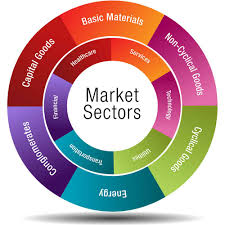 Market
Sectors
Basic Materials
Non-Cyclical Goods
Cyclical Goods
Energy
Conglomerates
Capital Goods
Healthcare
Services
Technology
Utilities
Transportation
Financial